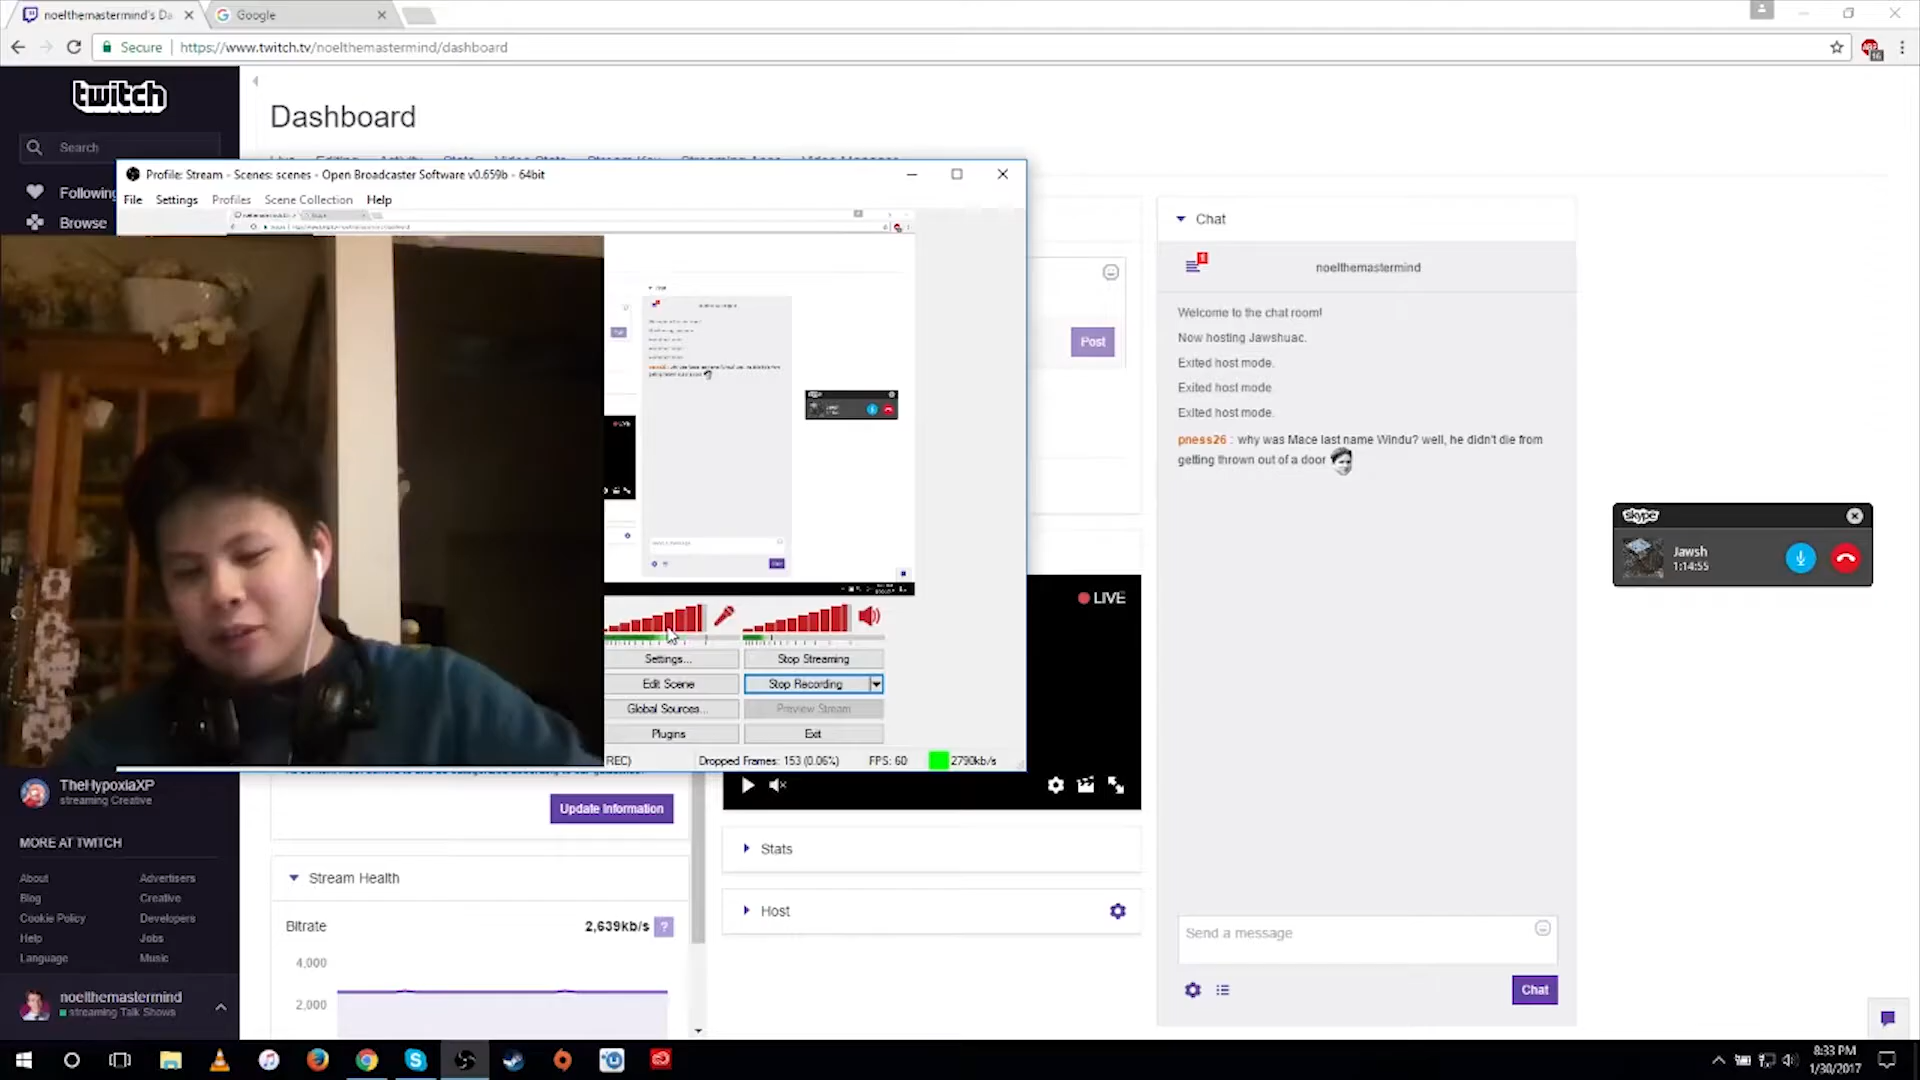 noelthemastermind's Da
Google
Secure
https://www.twitch.tv/noelthemastermind/dashboard
twitch
Search
Following
Browse
Dashboard
Profile: Stream - Scenes: scenes - Open Broadcaster Software v0.659b - 64bit
File Settings Profiles Scene Collection Help
Post
Chat
noelthemastermind
Welcome to the chat room!
Now hosting Jawshuac.
Exited host mode.
Exited host mode.
Exited host mode.
pness26 : why was Mace last name Windu? well, he didn't die from
getting thrown out of a door
skype
Jawsh
1:14:55
LIVE
Settings...
Stop Streaming
Edit Scene
Stop Recording
Global Sources...
Preview Stream
Plugins
Exit
REC)
Dropped Frames: 153 (0.06%)
FPS: 60
2790kb/s
TheHypoxiaXP
streaming Creative
Update Information
MORE AT TWITCH
About
Advertisers
Blog
Creative
Cookie Policy
Developers
Help
Jobs
Language
Music
noelthemastermind
streaming Talk Shows
Stream Health
Bitrate
2,639kb/s ?
4,000
2,000
Stats
Host
Send a message
Chat
8:33 PM
1/30/2017